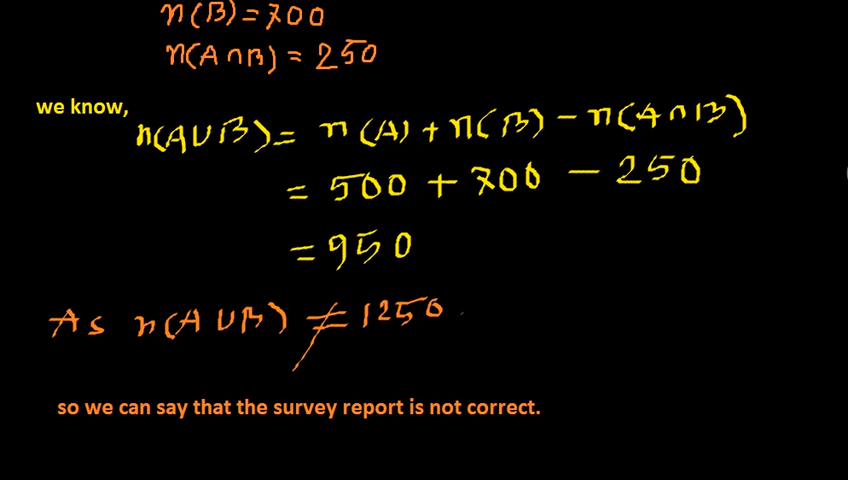 n(B) = 700
n(A∩B) = 250
we know,
n(A∪B) = n(A) + n(B) - n(A∩B)
= 500 + 700 - 250
= 950
As n(A∪B) ≠ 1250
so we can say that the survey report is not correct.